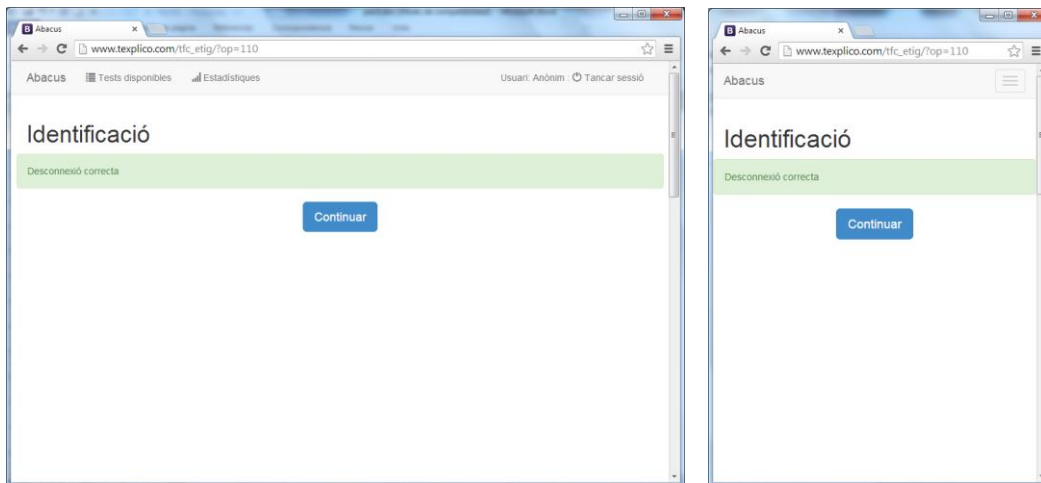 Abacus
www.texplico.com/tfc_etig/?op=110
Abacus Tests disponibles Estadístiques Usuari: Anònim : Tancar sessió
Identificació
Desconnexió correcta
Continuar
Abacus
www.texplico.com/tfc_etig/?op=110
Abacus
Identificació
Desconnexió correcta
Continuar